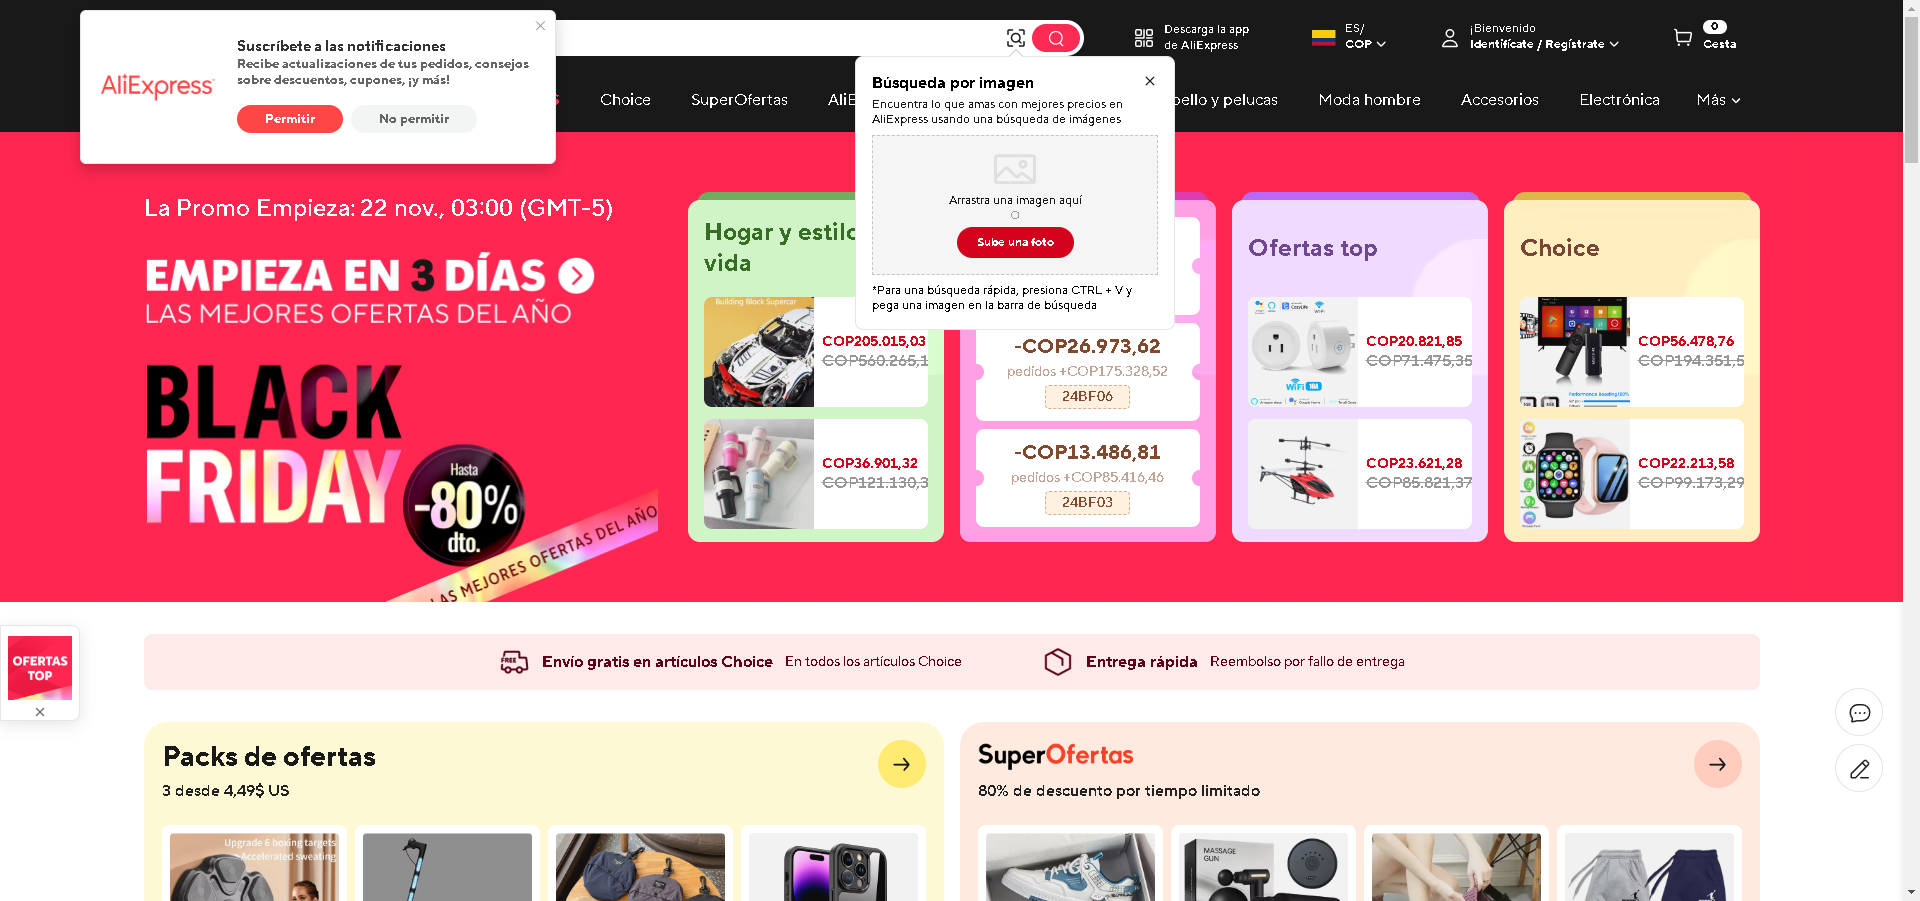 AliExpress
Suscríbete a las notificaciones
Recibe actualizaciones de tus pedidos, consejos
sobre descuentos, cupones, ¡y más!
Permitir
No permitir
Descarga la app
de AliExpress
ES/
COP
¡Bienvenido
Identifícate / Regístrate
0
Cesta
S
Choice
SuperOfertas
AliE
ello y pelucas
Moda hombre
Accesorios
Electrónica
Más
Búsqueda por imagen
Encuentra lo que amas con mejores precios en
AliExpress usando una búsqueda de imágenes
Arrastra una imagen aquí
O
Sube una foto
*Para una búsqueda rápida, presiona CTRL + V y
pega una imagen en la barra de búsqueda
La Promo Empieza: 22 nov., 03:00 (GMT-5)
EMPIEZA EN 3 DÍAS
LAS MEJORES OFERTAS DEL AÑO
BLACK
FRIDAY
Hasta
-80%
dto.
LAS MEJORES OFERTAS DEL AÑO
Hogar y estilo
vida
Building Block Supercar
COP205.015,03
COP560.265,1
COP36.901,32
COP121.130,3
-COP26.973,62
pedidos +COP175.328,52
24BF06
-COP13.486,81
pedidos +COP85.416,46
24BF03
Ofertas top
WiFi 16A
COP20.821,85
COP71.475,35
COP23.621,28
COP85.821,37
Choice
Performance Boosting100%
COP56.478,76
COP194.351,5
COP22.213,58
COP99.173,29
OFERTAS
TOP
Envío gratis en artículos Choice
En todos los artículos Choice
Entrega rápida
Reembolso por fallo de entrega
Packs de ofertas
3 desde 4,49$ US
Upgrade 6 boxing targets
Accelerated sweating
SuperOfertas
80% de descuento por tiempo limitado
MASSAGE
GUN